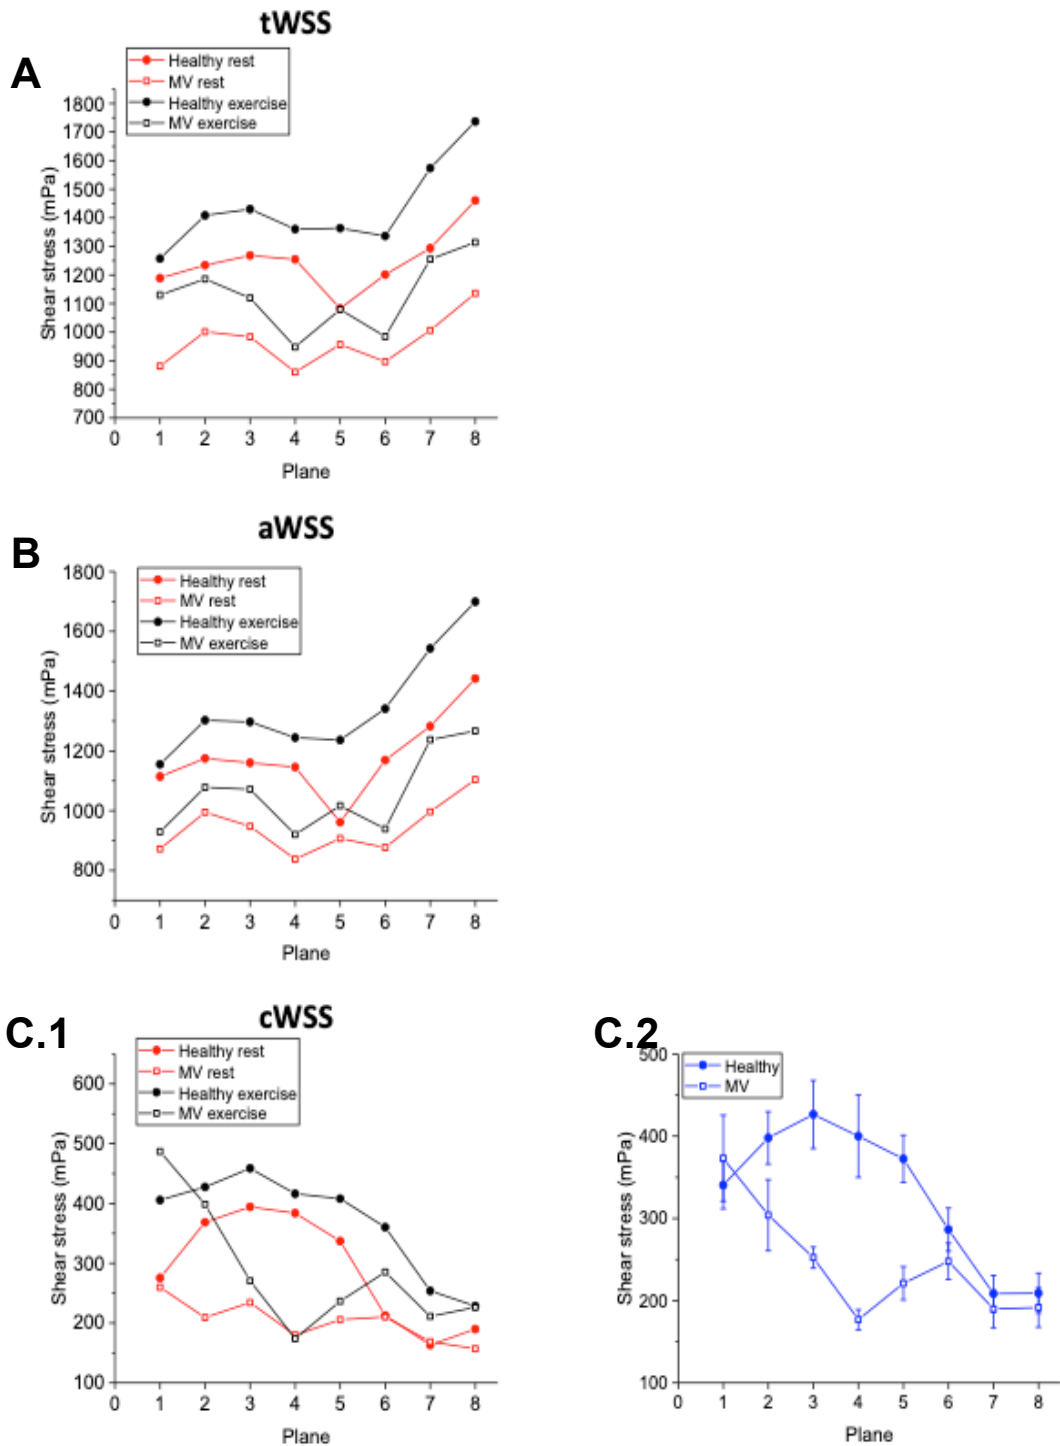 tWSS
A
Healthy rest
MV rest
Healthy exercise
MV exercise
1800
1700
1600
1500
1400
1300
1200
1100
1000
900
800
700
Shear stress (mPa)
0 1 2 3 4 5 6 7 8
Plane
aWSS
B
Healthy rest
MV rest
Healthy exercise
MV exercise
1800
1600
1400
1200
1000
800
Shear stress (mPa)
0 1 2 3 4 5 6 7 8
Plane
cWSS
C.1
Healthy rest
MV rest
Healthy exercise
MV exercise
600
500
400
300
200
100
Shear stress (mPa)
0 1 2 3 4 5 6 7 8
Plane
C.2
Healthy
MV
500
400
300
200
100
Shear stress (mPa)
0 1 2 3 4 5 6 7 8
Plane